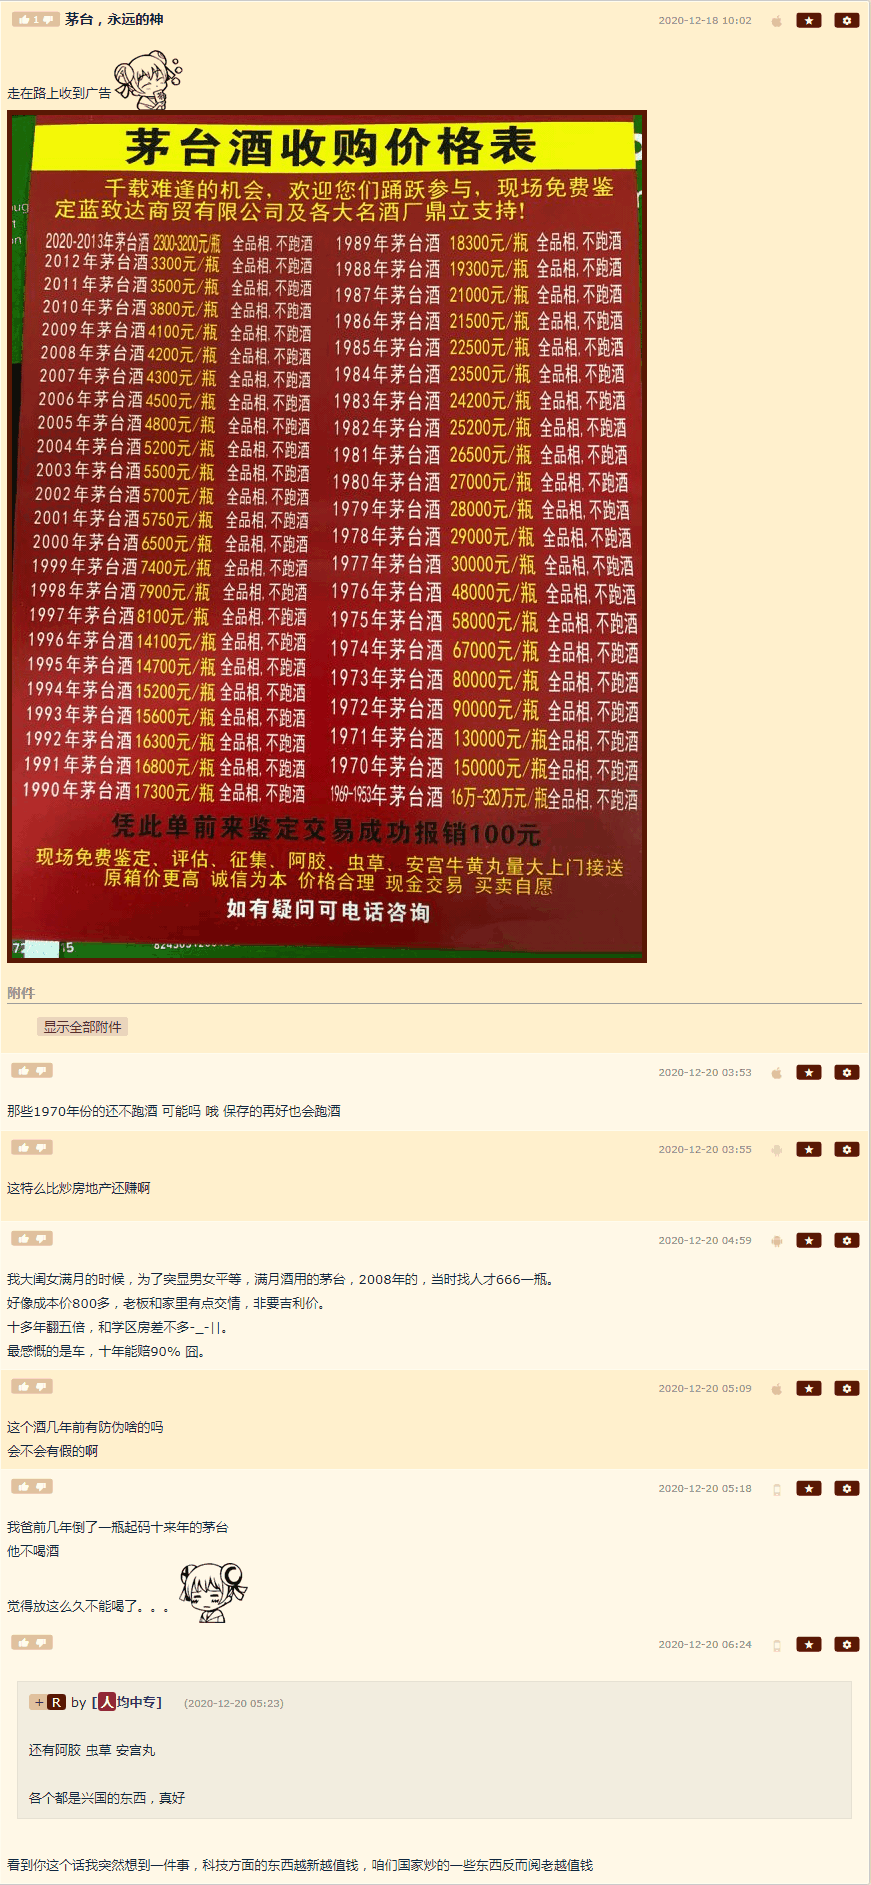 1 茅台，永远的神
2020-12-18 10:02
走在路上收到广告
茅台酒收购价格表
千载难逢的机会，欢迎您们踊跃参与，现场免费鉴
定蓝致达商贸有限公司及各大名酒厂鼎立支持!
2020-2013年茅台酒 2300-3200元/瓶 全品相,不跑酒
2012年茅台酒 3300元/瓶 全品相,不跑酒
2011年茅台酒 3500元/瓶 全品相,不跑酒
2010年茅台酒 3800元/瓶 全品相,不跑酒
2009年茅台酒 4100元/瓶 全品相,不跑酒
2008年茅台酒 4200元/瓶 全品相,不跑酒
2007年茅台酒 4300元/瓶 全品相,不跑酒
2006年茅台酒 4500元/瓶 全品相,不跑酒
2005年茅台酒 4800元/瓶 全品相,不跑酒
2004年茅台酒 5200元/瓶 全品相,不跑酒
2003年茅台酒 5500元/瓶 全品相,不跑酒
2002年茅台酒 5700元/瓶 全品相,不跑酒
2001年茅台酒 5750元/瓶 全品相,不跑酒
2000年茅台酒 6500元/瓶 全品相,不跑酒
1999年茅台酒 7400元/瓶 全品相,不跑酒
1998年茅台酒 7900元/瓶 全品相,不跑酒
1997年茅台酒 8100元/瓶 全品相,不跑酒
1996年茅台酒 14100元/瓶 全品相,不跑酒
1995年茅台酒 14700元/瓶 全品相,不跑酒
1994年茅台酒 15200元/瓶 全品相,不跑酒
1993年茅台酒 15600元/瓶 全品相,不跑酒
1992年茅台酒 16300元/瓶 全品相,不跑酒
1991年茅台酒 16800元/瓶 全品相,不跑酒
1990年茅台酒 17300元/瓶 全品相,不跑酒
1989年茅台酒 18300元/瓶 全品相,不跑酒
1988年茅台酒 19300元/瓶 全品相,不跑酒
1987年茅台酒 21000元/瓶 全品相,不跑酒
1986年茅台酒 21500元/瓶 全品相,不跑酒
1985年茅台酒 22500元/瓶 全品相,不跑酒
1984年茅台酒 23500元/瓶 全品相,不跑酒
1983年茅台酒 24200元/瓶 全品相,不跑酒
1982年茅台酒 25200元/瓶 全品相,不跑酒
1981年茅台酒 26500元/瓶 全品相,不跑酒
1980年茅台酒 27000元/瓶 全品相,不跑酒
1979年茅台酒 28000元/瓶 全品相,不跑酒
1978年茅台酒 29000元/瓶 全品相,不跑酒
1977年茅台酒 30000元/瓶 全品相,不跑酒
1976年茅台酒 48000元/瓶 全品相,不跑酒
1975年茅台酒 58000元/瓶 全品相,不跑酒
1974年茅台酒 67000元/瓶 全品相,不跑酒
1973年茅台酒 80000元/瓶 全品相,不跑酒
1972年茅台酒 90000元/瓶 全品相,不跑酒
1971年茅台酒 130000元/瓶 全品相,不跑酒
1970年茅台酒 150000元/瓶 全品相,不跑酒
1969-1953年茅台酒 16万-320万元/瓶 全品相,不跑酒
凭此单前来鉴定交易成功报销100元
现场免费鉴定、评估、征集、阿胶、虫草、安宫牛黄丸量大上门接送
原箱价更高 诚信为本 价格合理 现金交易 买卖自愿
如有疑问可电话咨询
附件
显示全部附件
2020-12-20 03:53
那些1970年份的还不跑酒 可能吗 哦 保存的再好也会跑酒
2020-12-20 03:55
这特么比炒房地产还赚啊
2020-12-20 04:59
我大闺女满月的时候，为了突显男女平等，满月酒用的茅台，2008年的，当时找人才666一瓶。
好像成本价800多，老板和家里有点交情，非要吉利价。
十多年翻五倍，和学区房差不多-_-||。
最感慨的是车，十年能赔90% 囧。
2020-12-20 05:09
这个酒几年前有防伪啥的吗
会不会有假的啊
2020-12-20 05:18
我爸前几年倒了一瓶起码十来年的茅台
他不喝酒
觉得放这么久不能喝了。。。
2020-12-20 06:24
+ R by [人均中专] (2020-12-20 05:23)
还有阿胶 虫草 安宫丸
各个都是兴国的东西，真好
看到你这个话我突然想到一件事，科技方面的东西越新越值钱，咱们国家炒的一些东西反而阅老越值钱